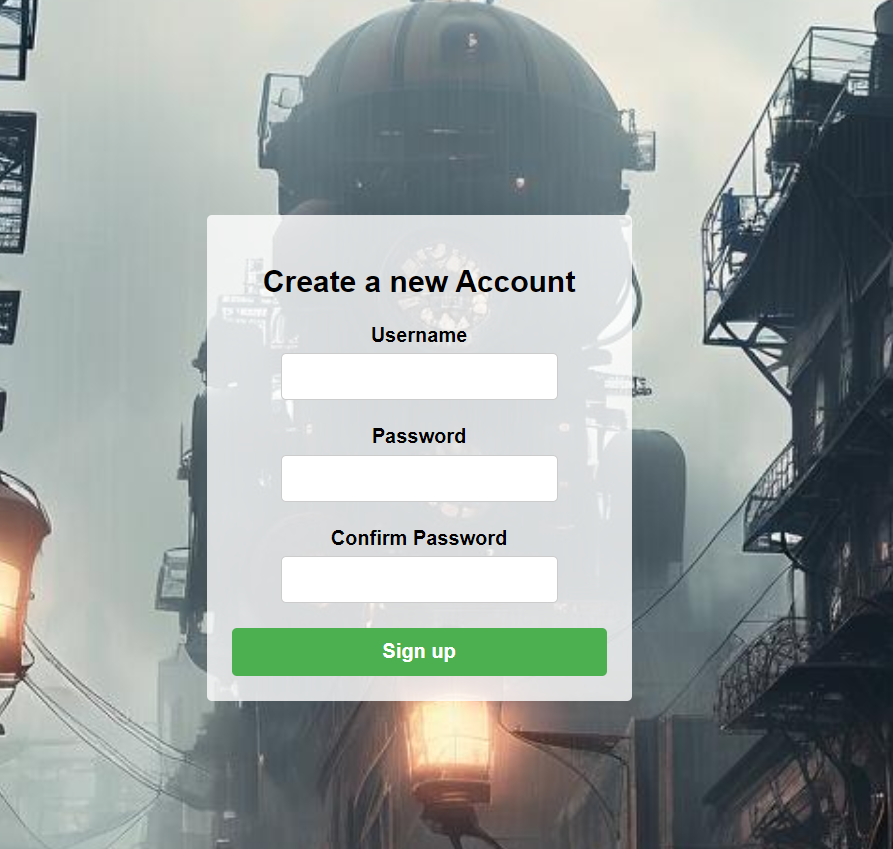 Create a new Account
Username
Password
Confirm Password
Sign up